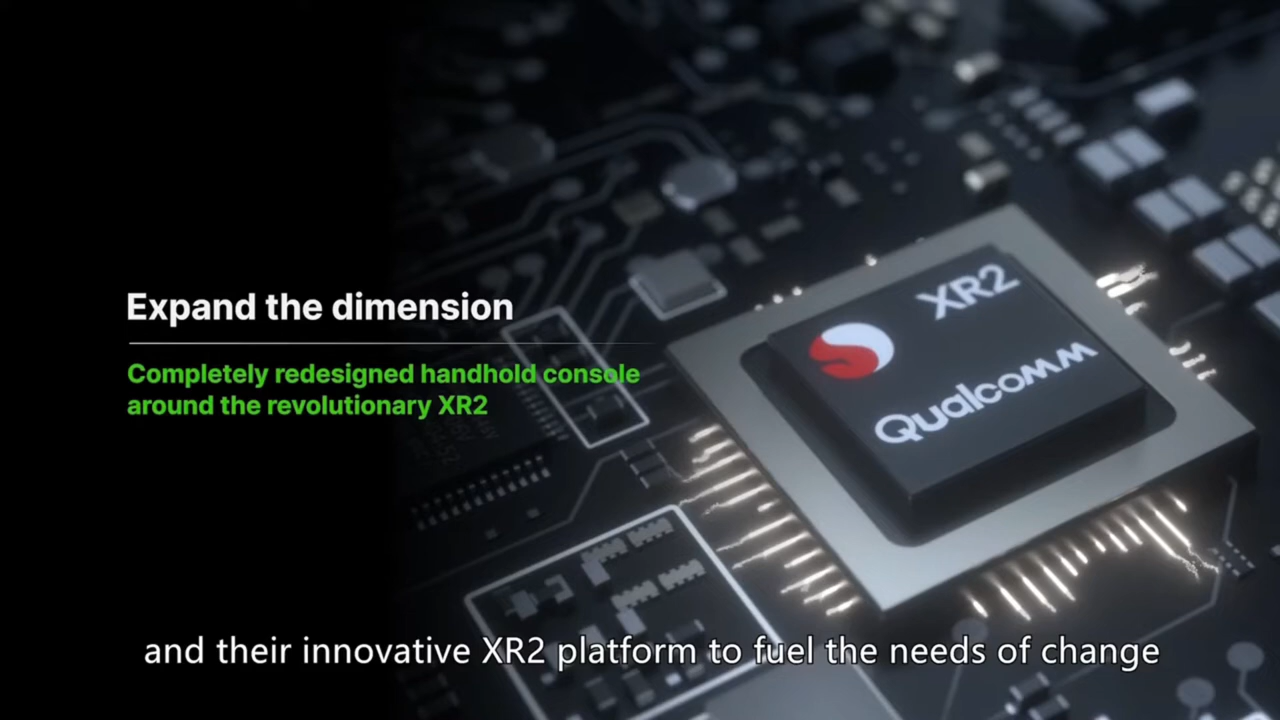 Expand the dimension
Completely redesigned handhold console
around the revolutionary XR2
XR2
Qualcomm
and their innovative XR2 platform to fuel the needs of change